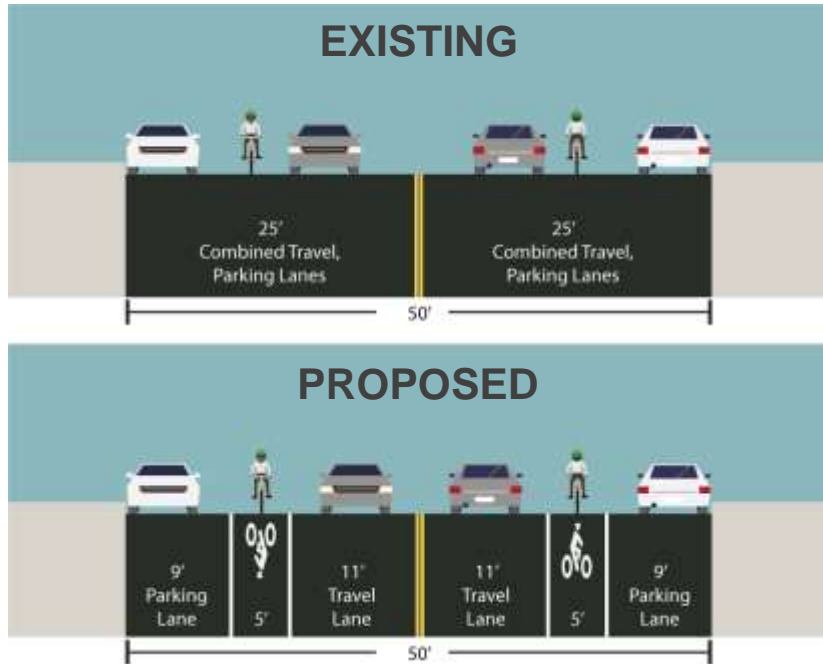 EXISTING
25'
Combined Travel,
Parking Lanes
25'
Combined Travel,
Parking Lanes
50'
PROPOSED
9'
Parking
Lane
5'
11'
Travel
Lane
11'
Travel
Lane
5'
9'
Parking
Lane
50'